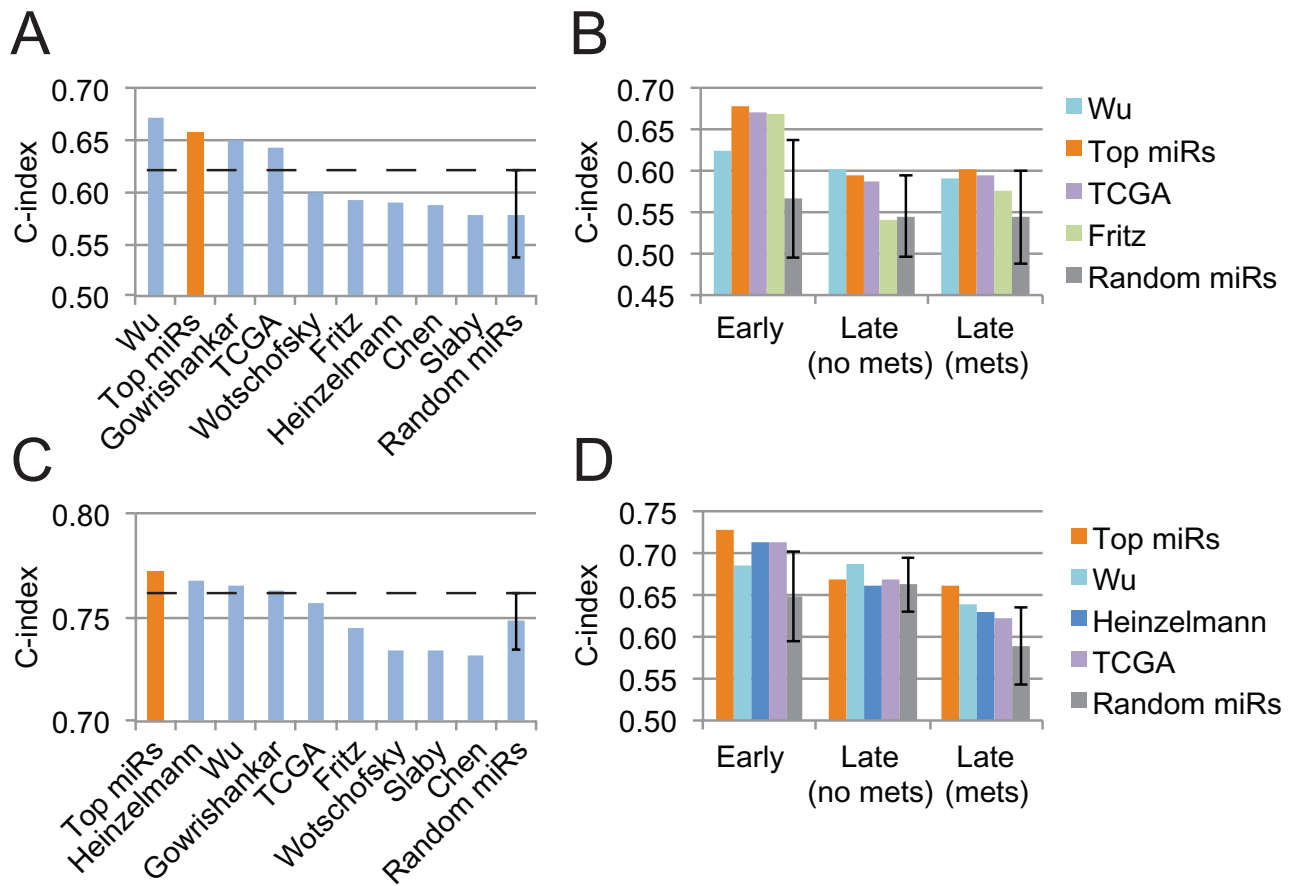 A
C-index
0.70
0.65
0.60
0.55
0.50
Wu
Top miRs
Gowrishankar
TCGA
Wotschofsky
Fritz
Heinzelmann
Chen
Slaby
Random miRs
B
C-index
0.70
0.65
0.60
0.55
0.50
0.45
Early
Late
(no mets)
Late
(mets)
Wu
Top miRs
TCGA
Fritz
Random miRs
C
C-index
0.80
0.75
0.70
Top miRs
Heinzelmann
Wu
Gowrishankar
TCGA
Fritz
Wotschofsky
Slaby
Chen
Random miRs
D
C-index
0.75
0.70
0.65
0.60
0.55
0.50
Early
Late
(no mets)
Late
(mets)
Top miRs
Wu
Heinzelmann
TCGA
Random miRs